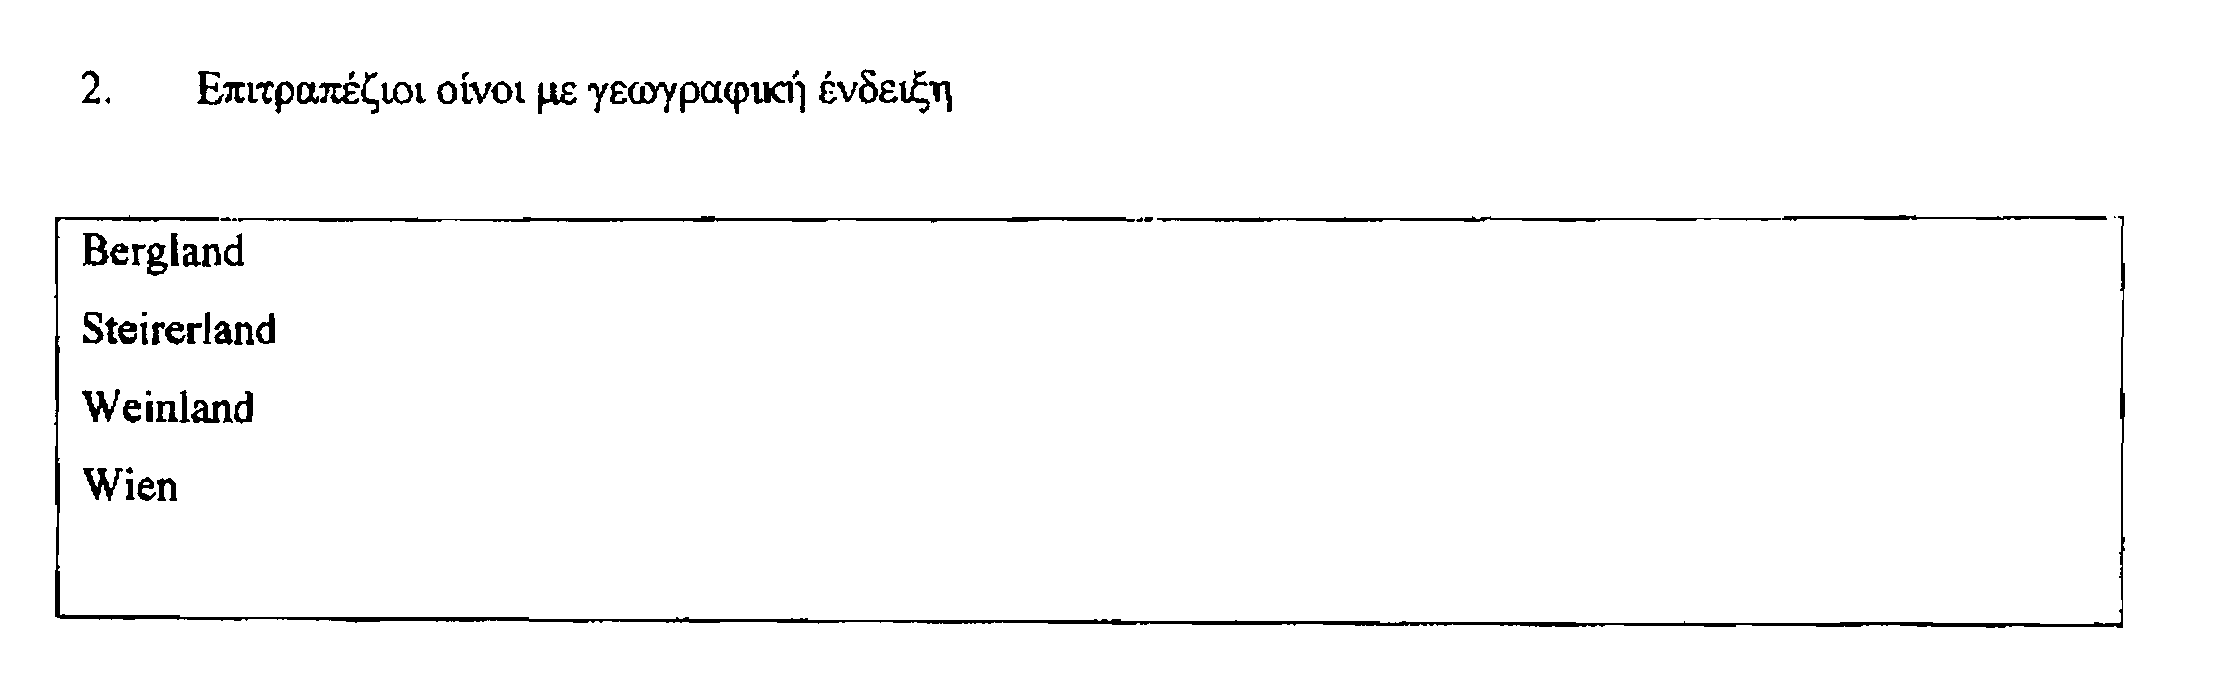 2. Επιτραπέζιοι οίνοι με γεωγραφική ένδειξη
Bergland
Steirerland
Weinland
Wien